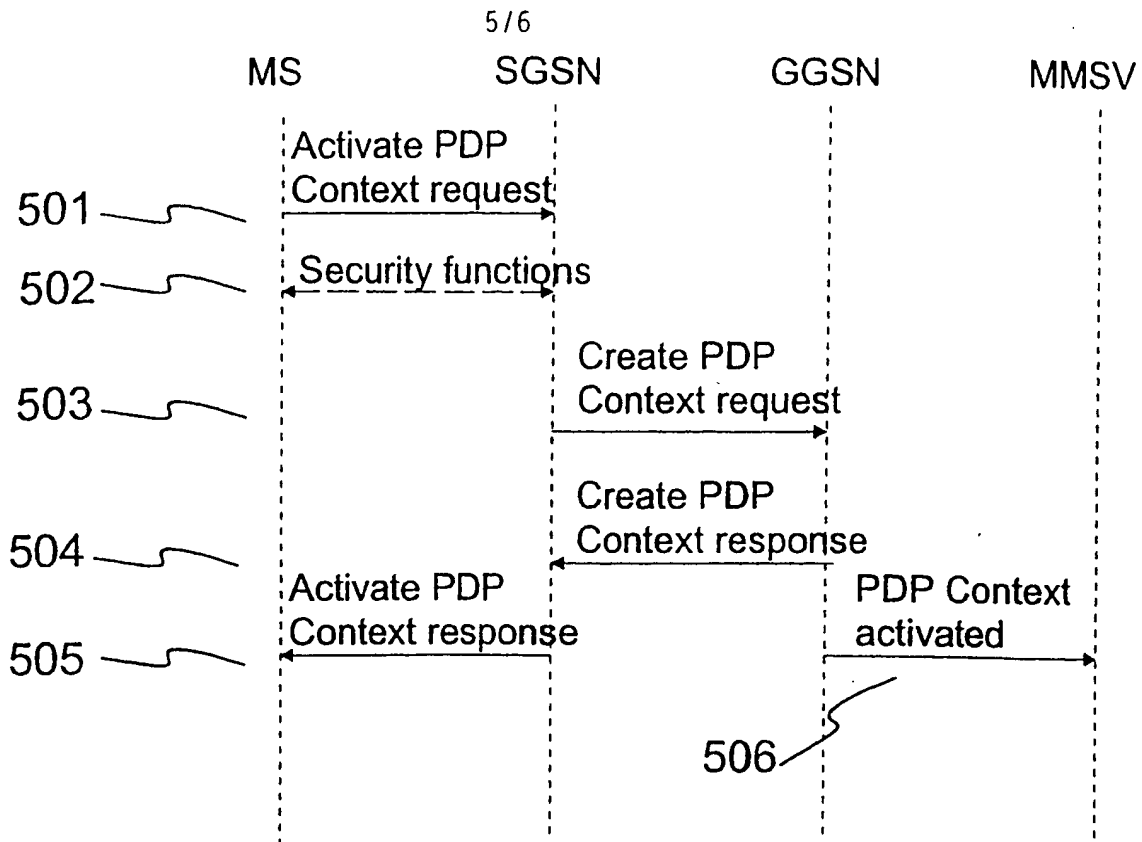 5/6
MS SGSN GGSN MMSV
Activate PDP
Context request
501
Security functions
502
Create PDP
Context request
503
Create PDP
Context response
504
Activate PDP
Context response
505
PDP Context
activated
506